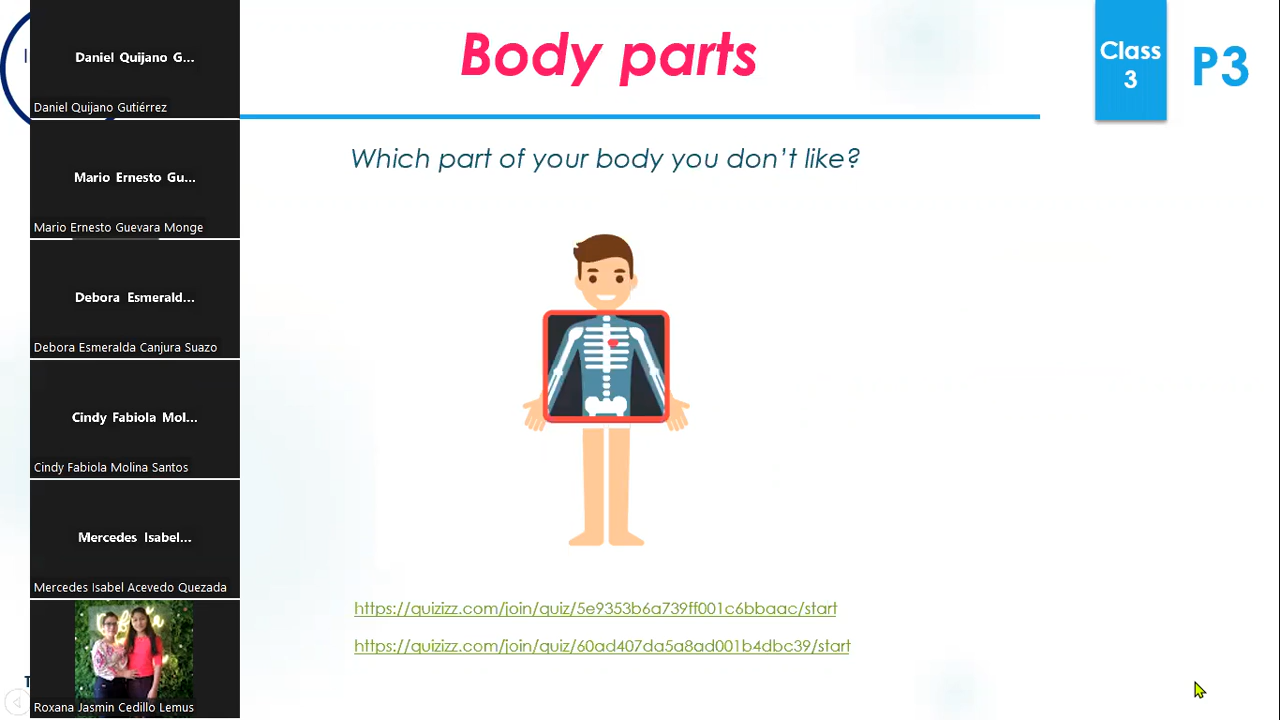 Daniel Quijano G...
Daniel Quijano Gutiérrez
Mario Ernesto Gu...
Mario Ernesto Guevara Monge
Debora Esmerald...
Debora Esmeralda Canjura Suazo
Cindy Fabiola Mol...
Cindy Fabiola Molina Santos
Mercedes Isabel...
Mercedes Isabel Acevedo Quezada
Roxana Jasmin Cedillo Lemus
Body parts
Class
3
P3
Which part of your body you don't like?
https://quizizz.com/join/quiz/5e9353b6a739ff001c6bbaac/start
https://quizizz.com/join/quiz/60ad407da5a8ad001b4dbc39/start